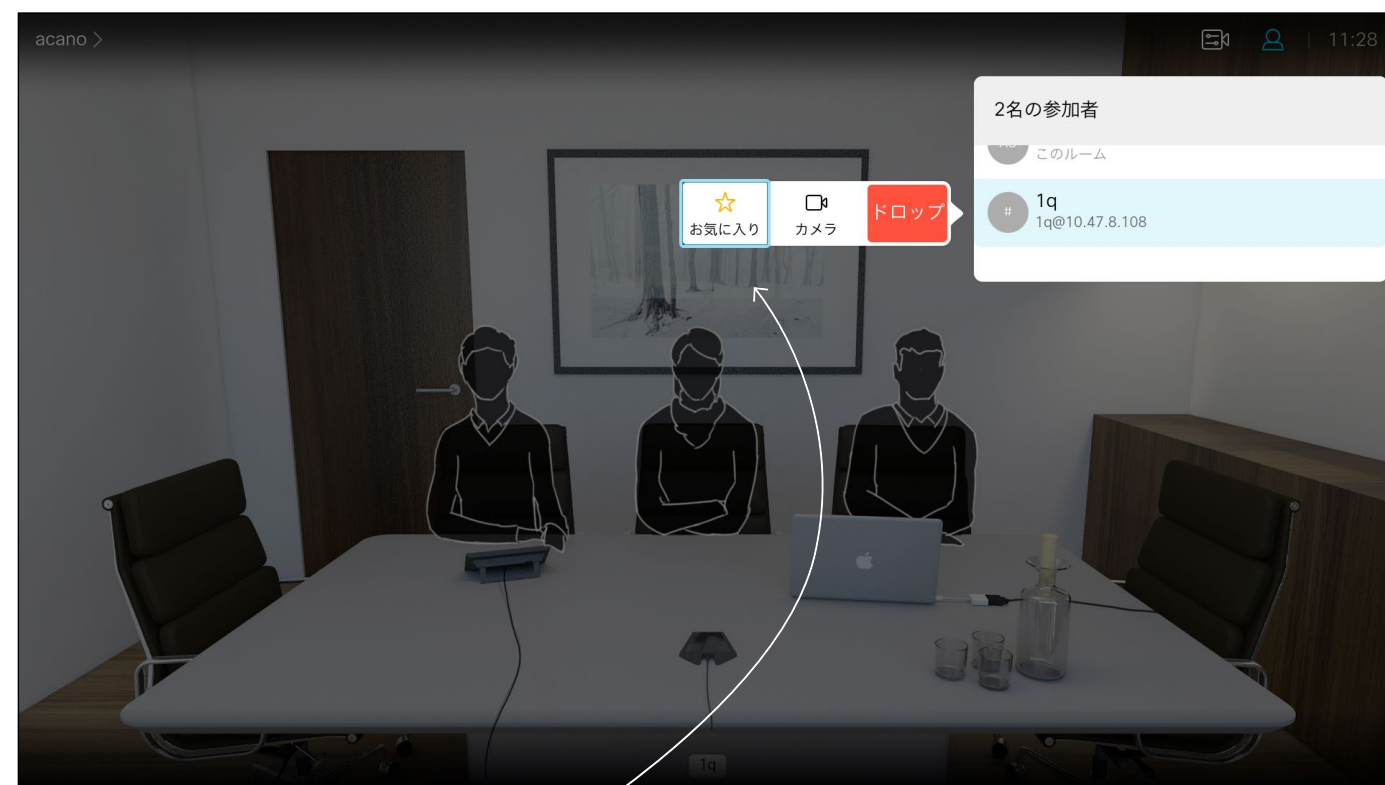 acano >
11:28
2名の参加者
このルーム
お気に入り
カメラ
ドロップ
#
1q
1q@10.47.8.108
1q